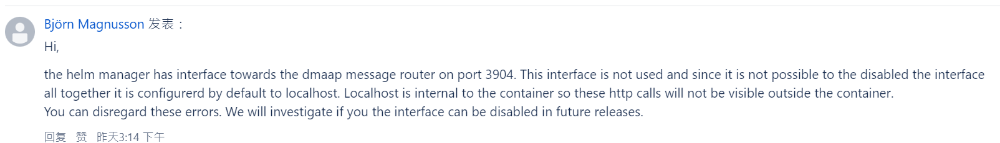 Björn Magnusson 发表：
Hi,
the helm manager has interface towards the dmaap message router on port 3904. This interface is not used and since it is not possible to the disabled the interface
all together it is configurerd by default to localhost. Localhost is internal to the container so these http calls will not be visible outside the container.
You can disregard these errors. We will investigate if you the interface can be disabled in future releases.
回复 赞 昨天3:14 下午